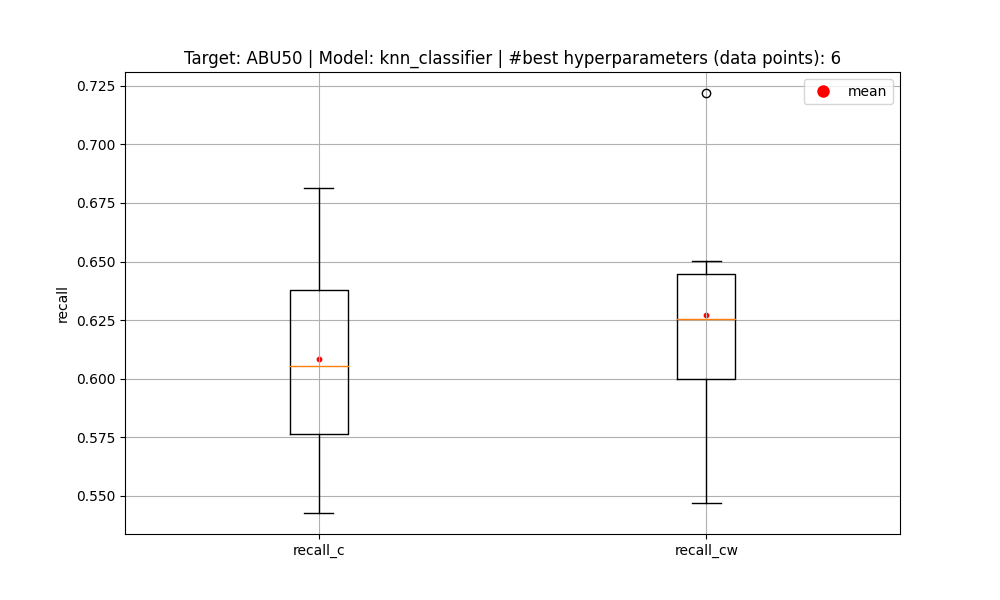 Target: ABU50 | Model: knn_classifier | #best hyperparameters (data points): 6
mean
0.725
0.700
0.675
0.650
0.625
0.600
0.575
0.550
recall
recall_c
recall_cw